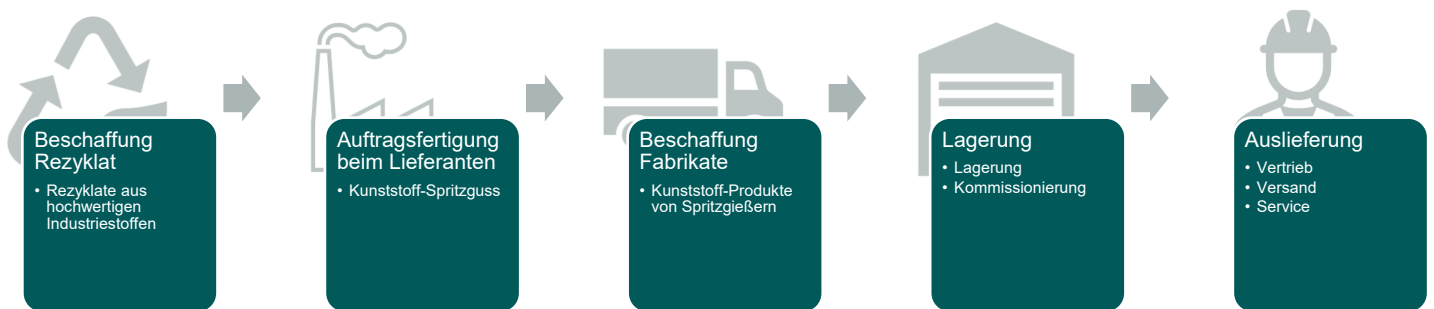 Beschaffung
Rezyklat
• Rezyklate aus
hochwertigen
Industriestoffen
Auftragsfertigung
beim Lieferanten
• Kunststoff-Spritzguss
Beschaffung
Fabrikate
• Kunststoff-Produkte
von Spritzgießern
Lagerung
• Lagerung
• Kommissionierung
Auslieferung
• Vertrieb
• Versand
• Service